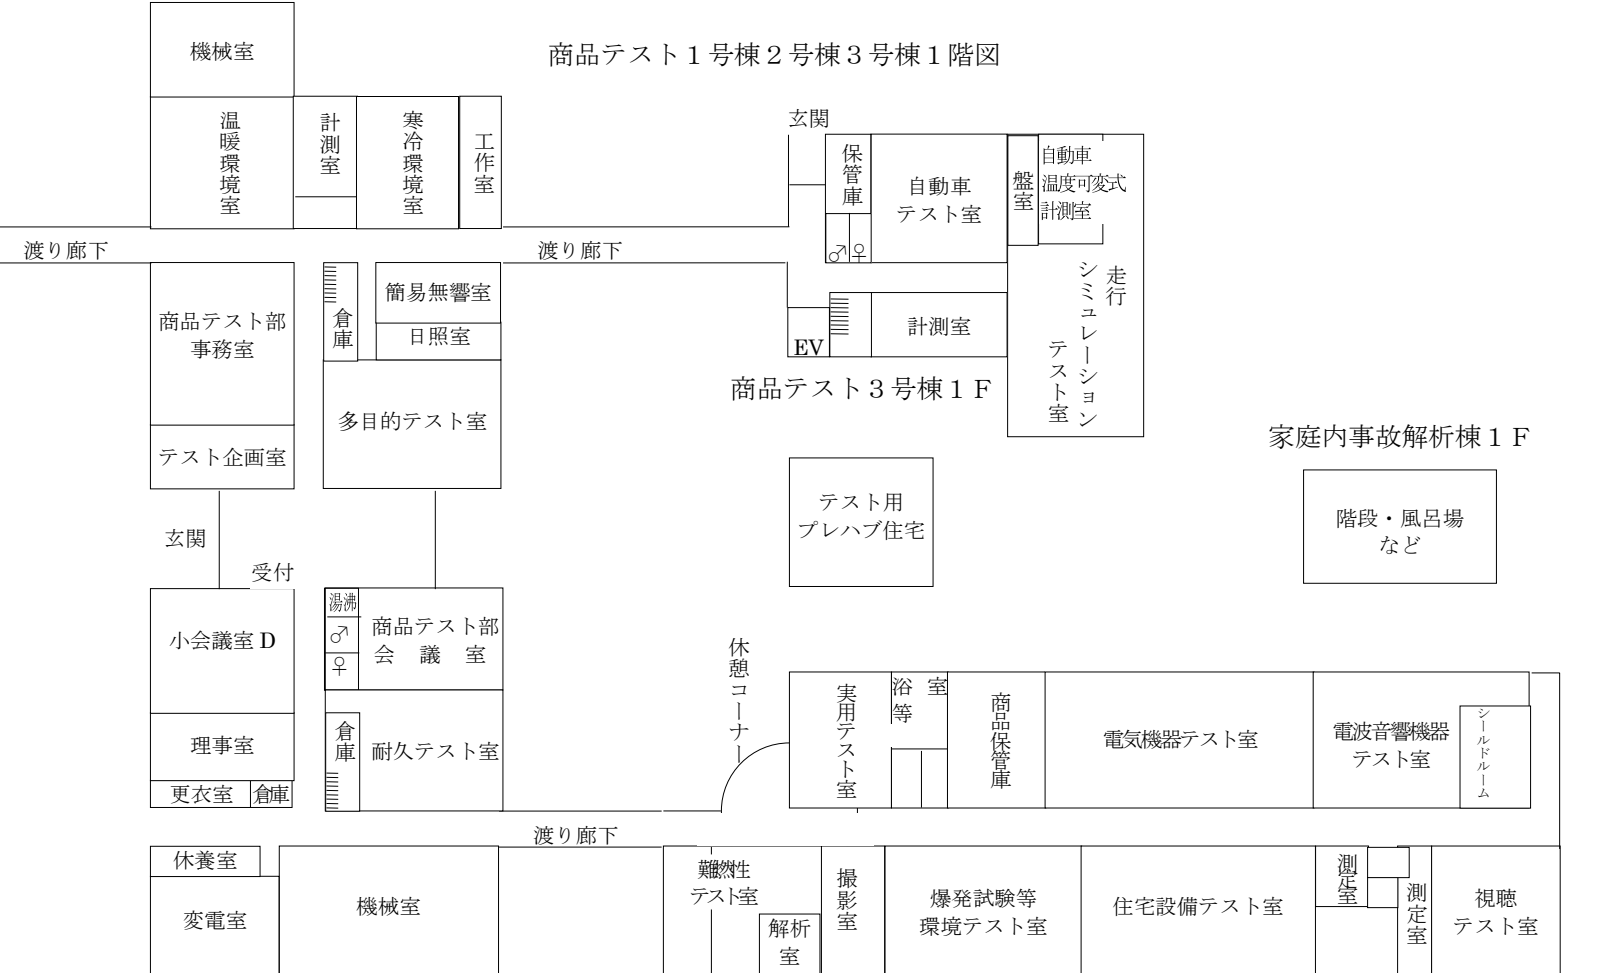 商品テスト１号棟２号棟３号棟１階図
機械室
温暖環境室
計測室
寒冷環境室
工作室
渡り廊下
渡り廊下
玄関
保管庫
♂
♀
自動車
テスト室
盤室
自動車
温度可変式
計測室
走行
シミュレーション
テスト室
EV
計測室
商品テスト３号棟１Ｆ
商品テスト部
事務室
テスト企画室
倉庫
簡易無響室
日照室
多目的テスト室
家庭内事故解析棟１Ｆ
階段・風呂場
など
テスト用
プレハブ住宅
玄関
受付
小会議室 D
理事室
更衣室
倉庫
湯沸
♂
♀
商品テスト部
会　議　室
倉庫
耐久テスト室
休憩コーナー
実用テスト室
浴　室
等
商品保管庫
電気機器テスト室
電波音響機器
テスト室
シールドルーム
渡り廊下
休養室
変電室
機械室
難燃性
テスト室
解析
室
撮影室
爆発試験等
環境テスト室
住宅設備テスト室
測定室
測定室
視聴
テスト室